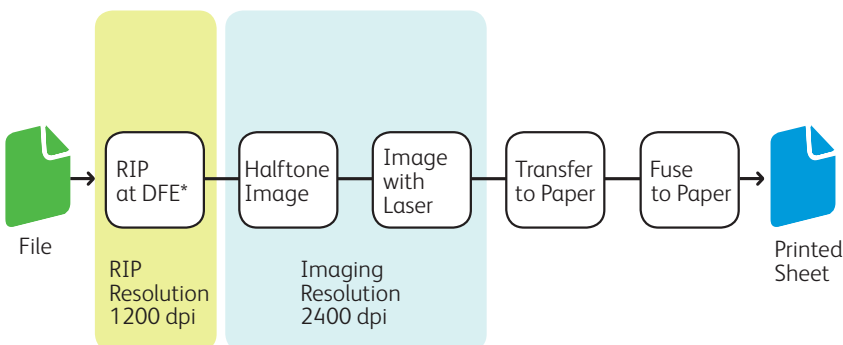 RIP
at DFE*
Halftone
Image
Image
with
Laser
Transfer
to Paper
Fuse
to Paper
File
Printed
Sheet
RIP
Resolution
1200 dpi
Imaging
Resolution
2400 dpi